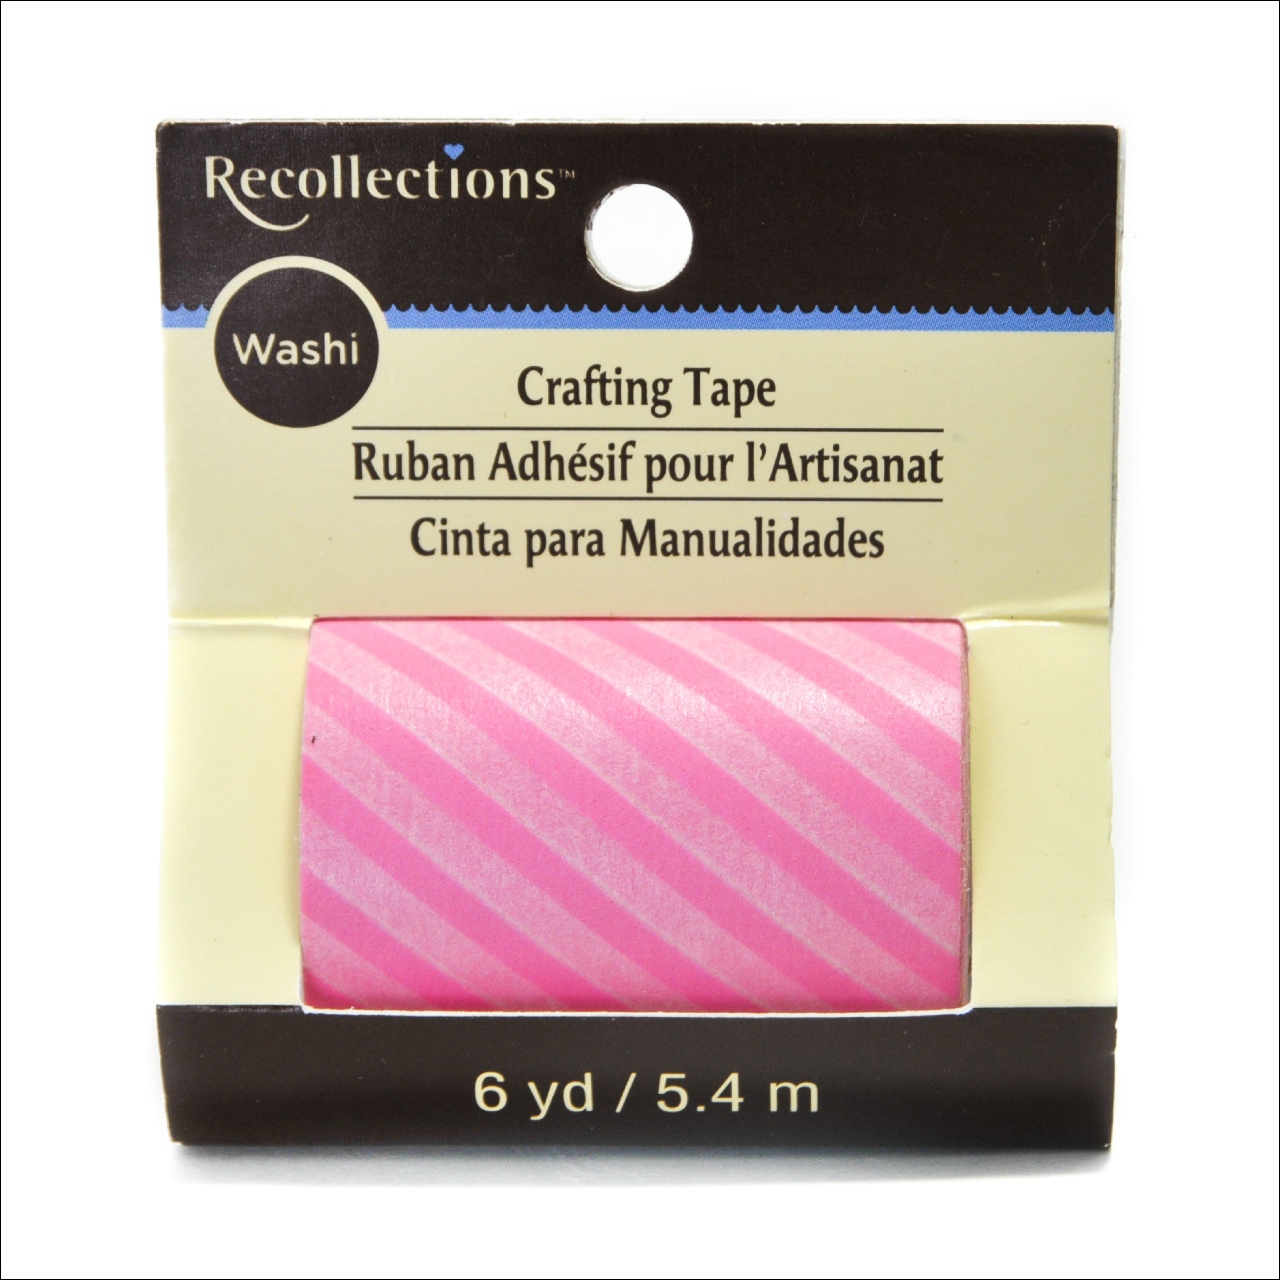 Recollections™
Washi
Crafting Tape
Ruban Adhésif pour l’Artisanat
Cinta para Manualidades
6 yd / 5.4 m